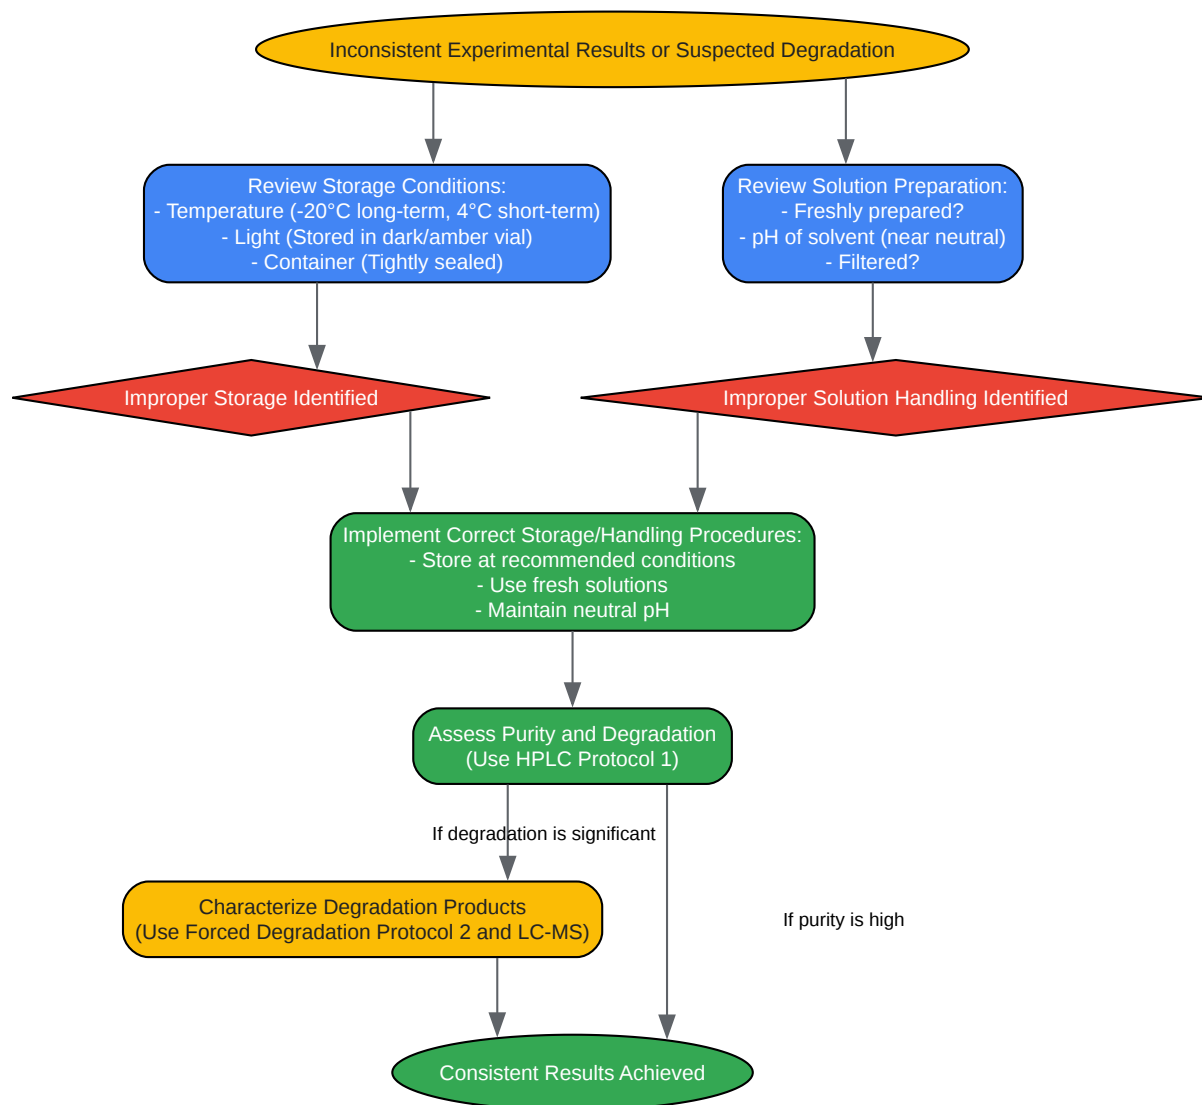 Inconsistent Experimental Results or Suspected Degradation
Review Storage Conditions:
- Temperature (-20°C long-term, 4°C short-term)
- Light (Stored in dark/amber vial)
- Container (Tightly sealed)
Review Solution Preparation:
- Freshly prepared?
- pH of solvent (near neutral)
- Filtered?
Improper Storage Identified
Improper Solution Handling Identified
Implement Correct Storage/Handling Procedures:
- Store at recommended conditions
- Use fresh solutions
- Maintain neutral pH
Assess Purity and Degradation
(Use HPLC Protocol 1)
If degradation is significant
Characterize Degradation Products
(Use Forced Degradation Protocol 2 and LC-MS)
If purity is high
Consistent Results Achieved